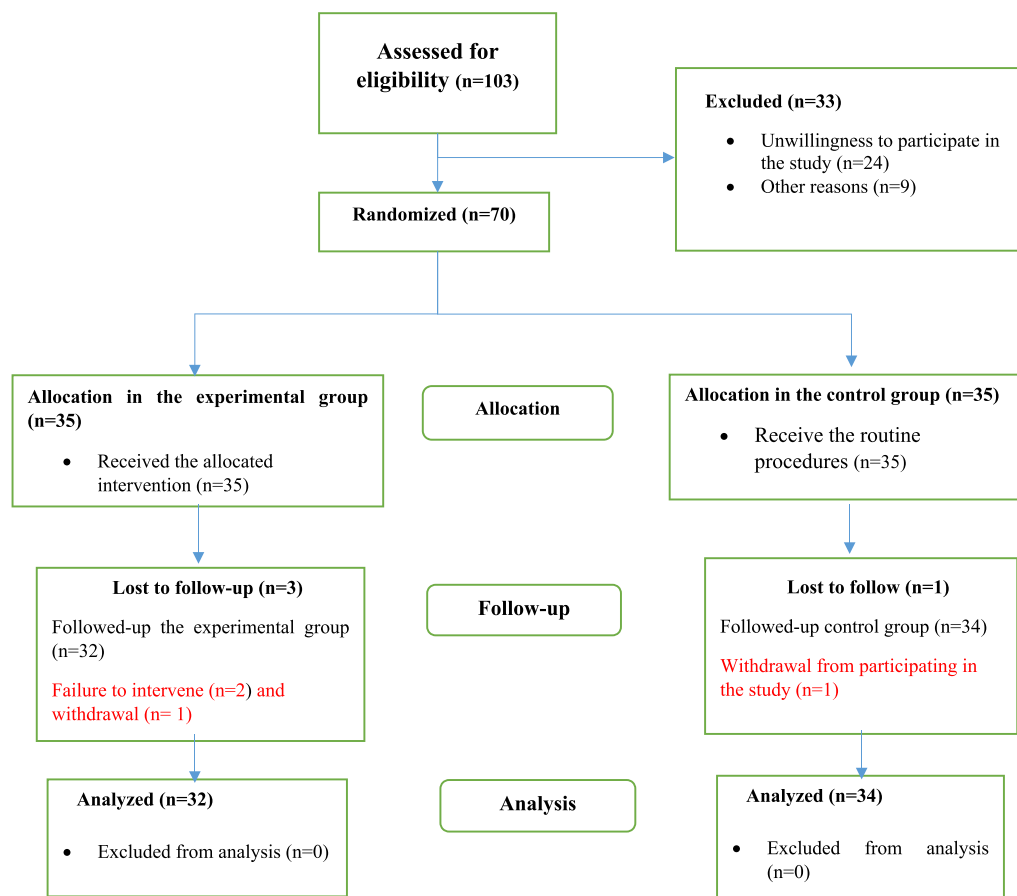 Assessed for
eligibility (n=103)
Excluded (n=33)
• Unwillingness to participate in
the study (n=24)
• Other reasons (n=9)
Randomized (n=70)
Allocation in the experimental group
(n=35)
• Received the allocated
intervention (n=35)
Allocation
Allocation in the control group (n=35)
• Receive the routine
procedures (n=35)
Lost to follow-up (n=3)
Followed-up the experimental group
(n=32)
Failure to intervene (n=2) and
withdrawal (n= 1)
Follow-up
Lost to follow (n=1)
Followed-up control group (n=34)
Withdrawal from participating in
the study (n=1)
Analyzed (n=32)
• Excluded from analysis (n=0)
Analysis
Analyzed (n=34)
• Excluded from analysis
(n=0)